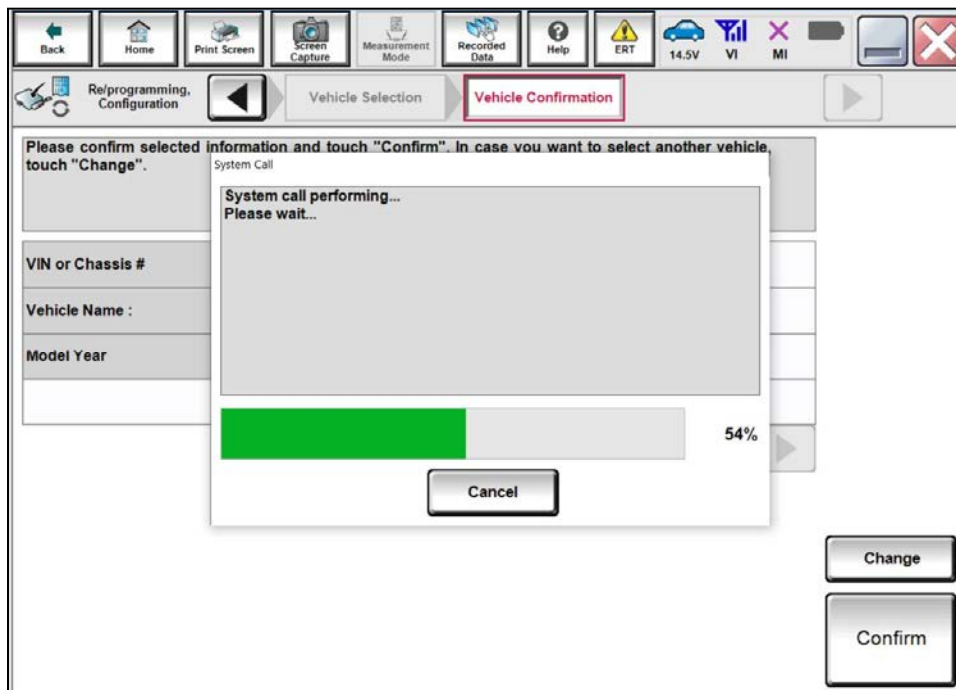 Back
Home
Print Screen
Screen
Capture
Measurement
Mode
Recorded
Data
Help
ERT
14.5V
VI
MI
Re/programming,
Configuration
Vehicle Selection
Vehicle Confirmation
Please confirm selected information and touch "Confirm". In case you want to select another vehicle,
touch "Change".
System Call
System call performing...
Please wait...
VIN or Chassis #
Vehicle Name :
Model Year
54%
Cancel
Change
Confirm